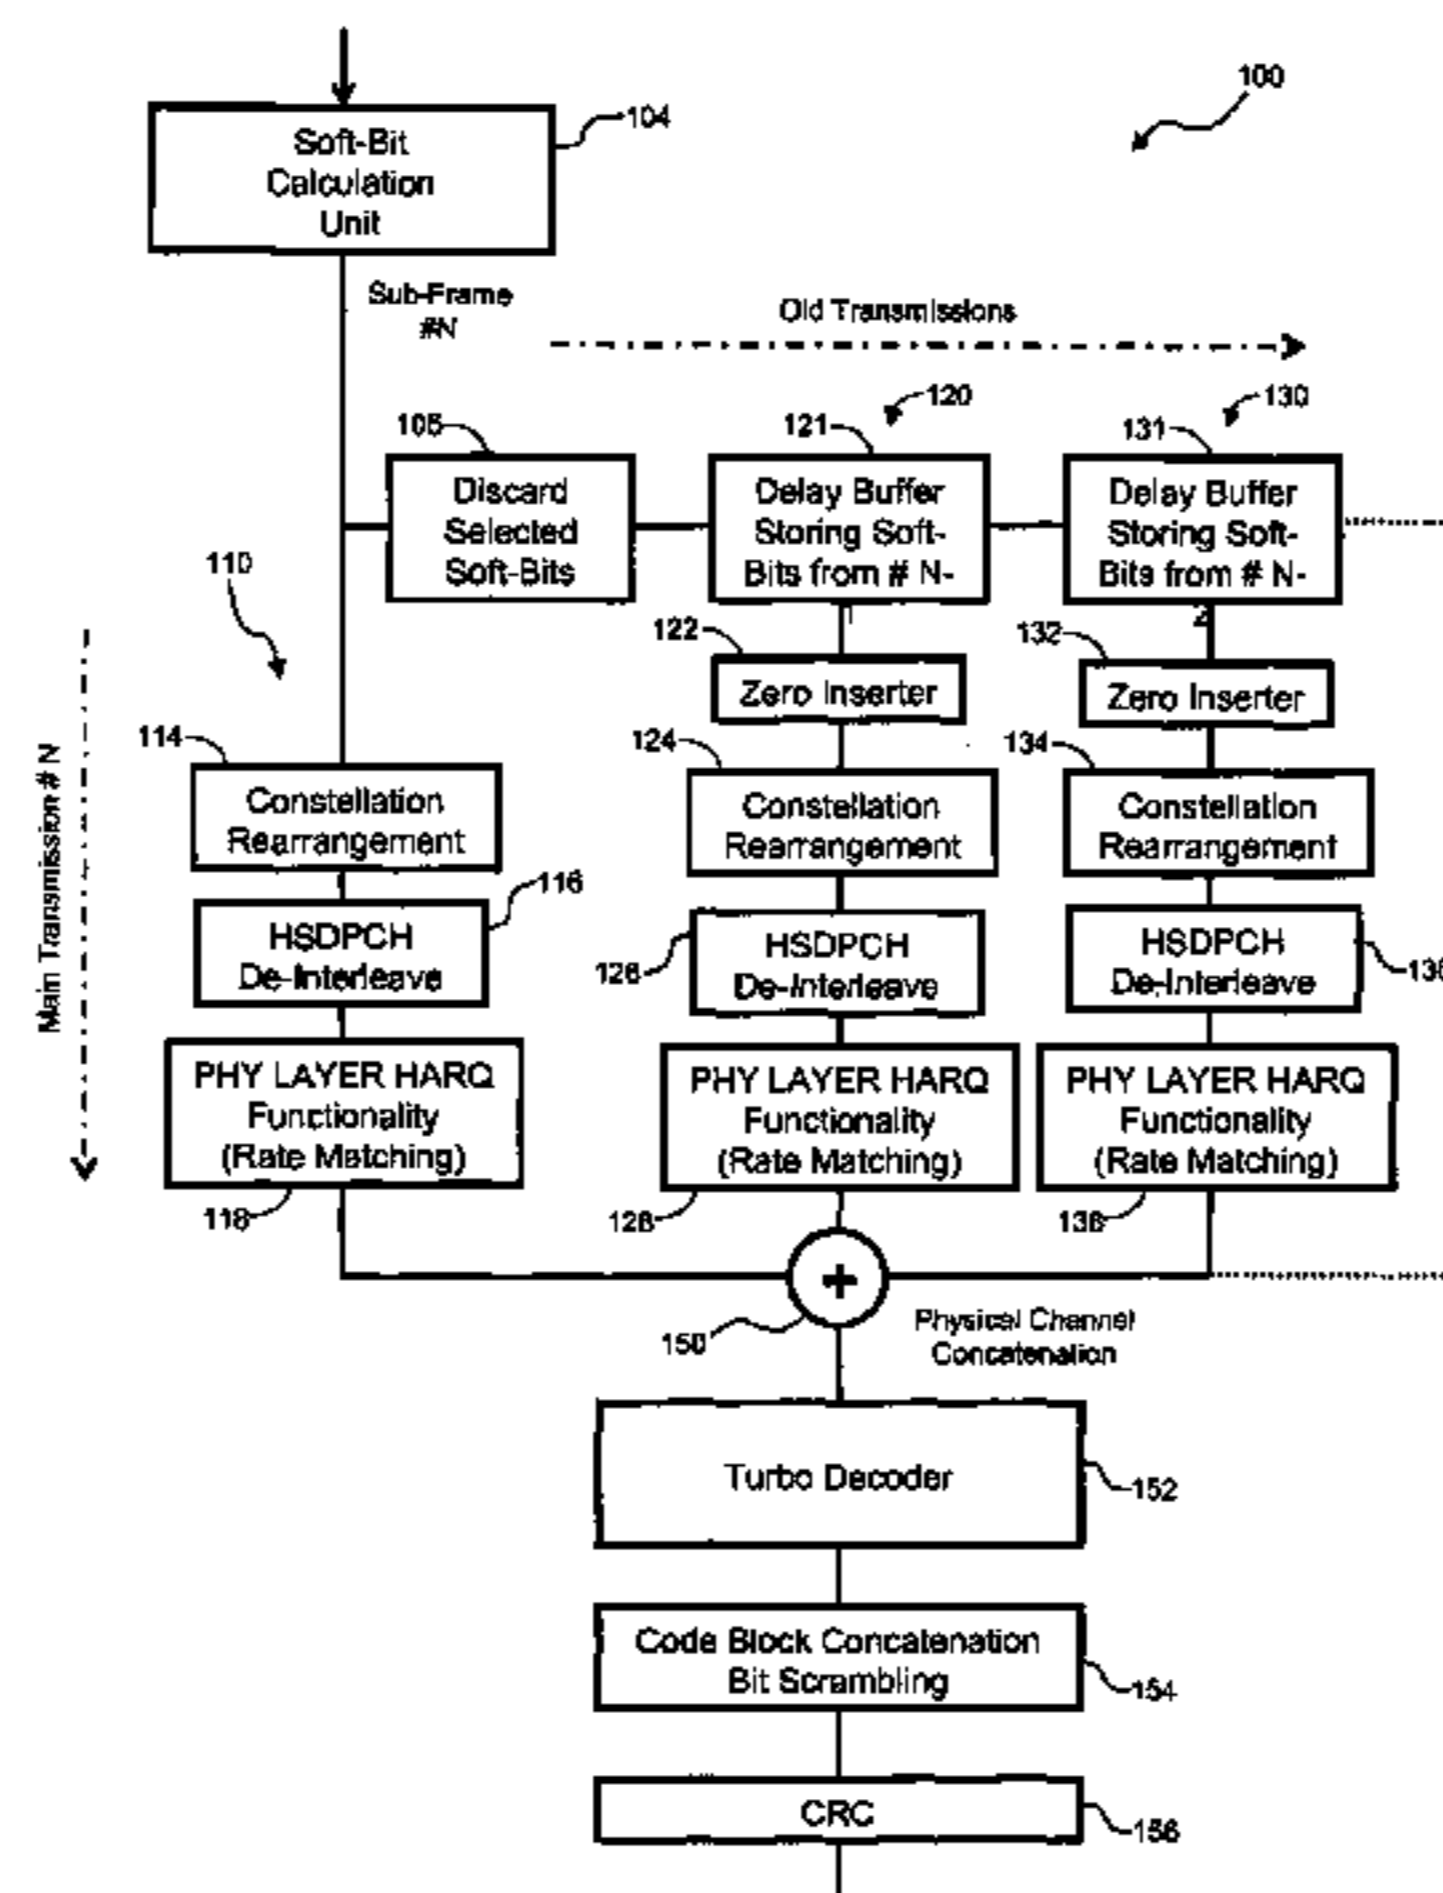 100
104
Soft-Bit
Calculation
Unit
Sub-Frame
#N
Old Transmissions
120
130
105
121
131
Discard
Selected
Soft-Bits
Delay Buffer
Storing Soft-
Bits from # N-
1
Delay Buffer
Storing Soft-
Bits from # N-
2
110
122
Zero Inserter
132
Zero Inserter
Main Transmission # N
114
Constellation
Rearrangement
124
Constellation
Rearrangement
134
Constellation
Rearrangement
116
HSDPCH
De-Interleave
126
HSDPCH
De-Interleave
HSDPCH
De-Interleave
PHY LAYER HARQ
Functionality
(Rate Matching)
118
PHY LAYER HARQ
Functionality
(Rate Matching)
128
PHY LAYER HARQ
Functionality
(Rate Matching)
138
+
150
Physical Channel
Concatenation
Turbo Decoder
152
Code Block Concatenation
Bit Scrambling
154
CRC
156